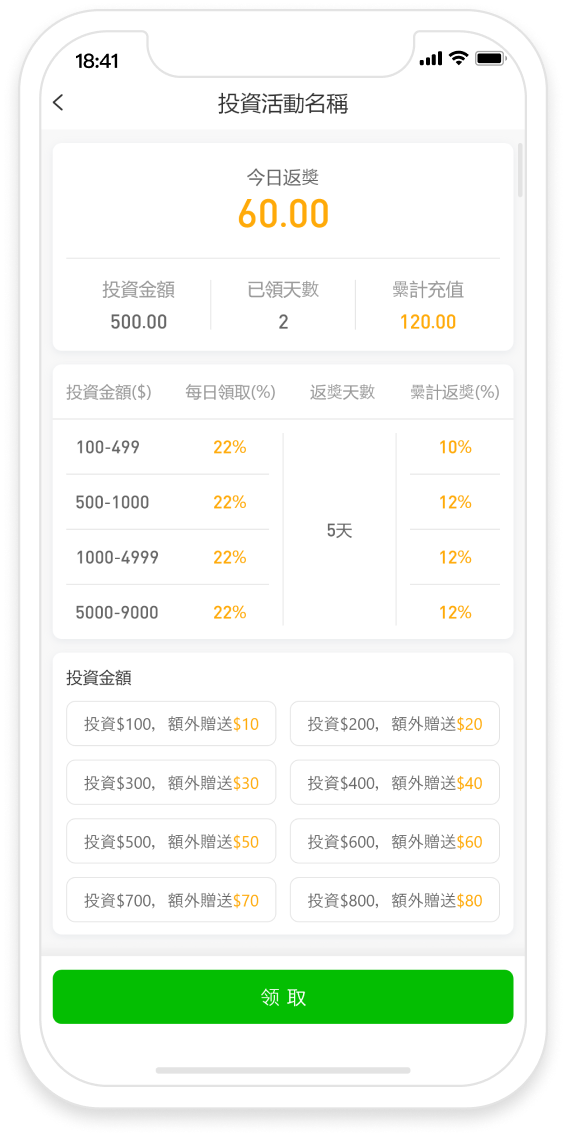 18:41
投資活動名稱
今日返獎
60.00
投資金額 已領天數 纍計充值
500.00 2 120.00
投資金額($) 每日領取(%) 返獎天數 纍計返獎(%)
100-499 22% 10%
500-1000 22% 12%
5天
1000-4999 22% 12%
5000-9000 22% 12%
投資金額
投資$100，額外贈送$10 投資$200，額外贈送$20
投資$300，額外贈送$30 投資$400，額外贈送$40
投資$500，額外贈送$50 投資$600，額外贈送$60
投資$700，額外贈送$70 投資$800，額外贈送$80
领 取